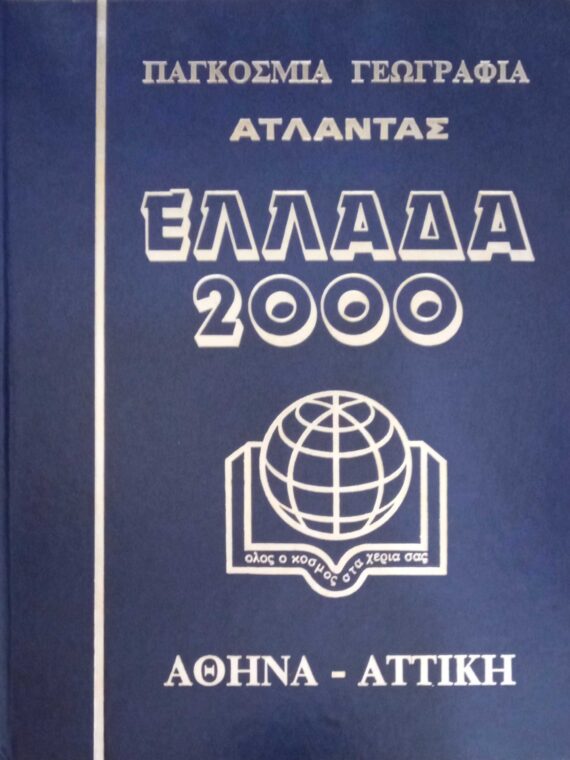 ΠΑΓΚΟΣΜΙΑ ΓΕΩΓΡΑΦΙΑ
ΑΤΛΑΝΤΑΣ
ΕΛΛΑΔΑ
2000
ολος ο κοσμος στα χερια σας
ΑΘΗΝΑ - ΑΤΤΙΚΗ